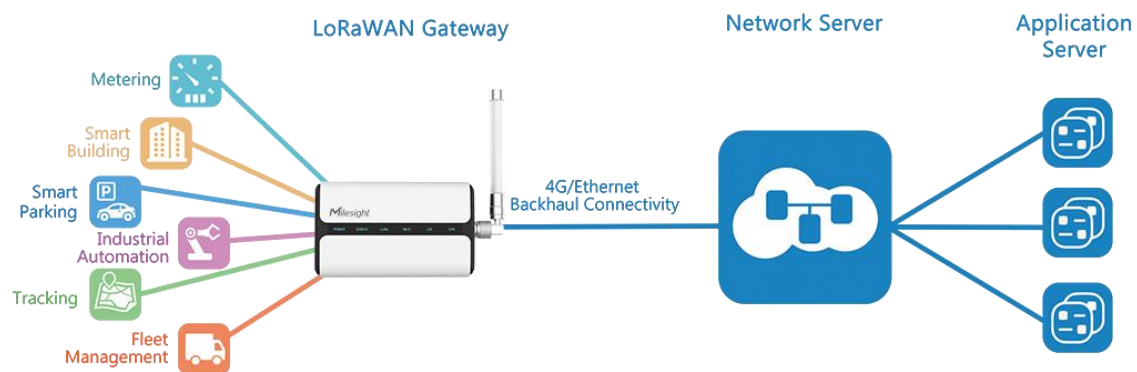 LoRaWAN Gateway
Network Server
Application
Server
Metering
Smart
Building
Smart
Parking
Industrial
Automation
Tracking
Fleet
Management
Milesight
4G/Ethernet
Backhaul Connectivity
P